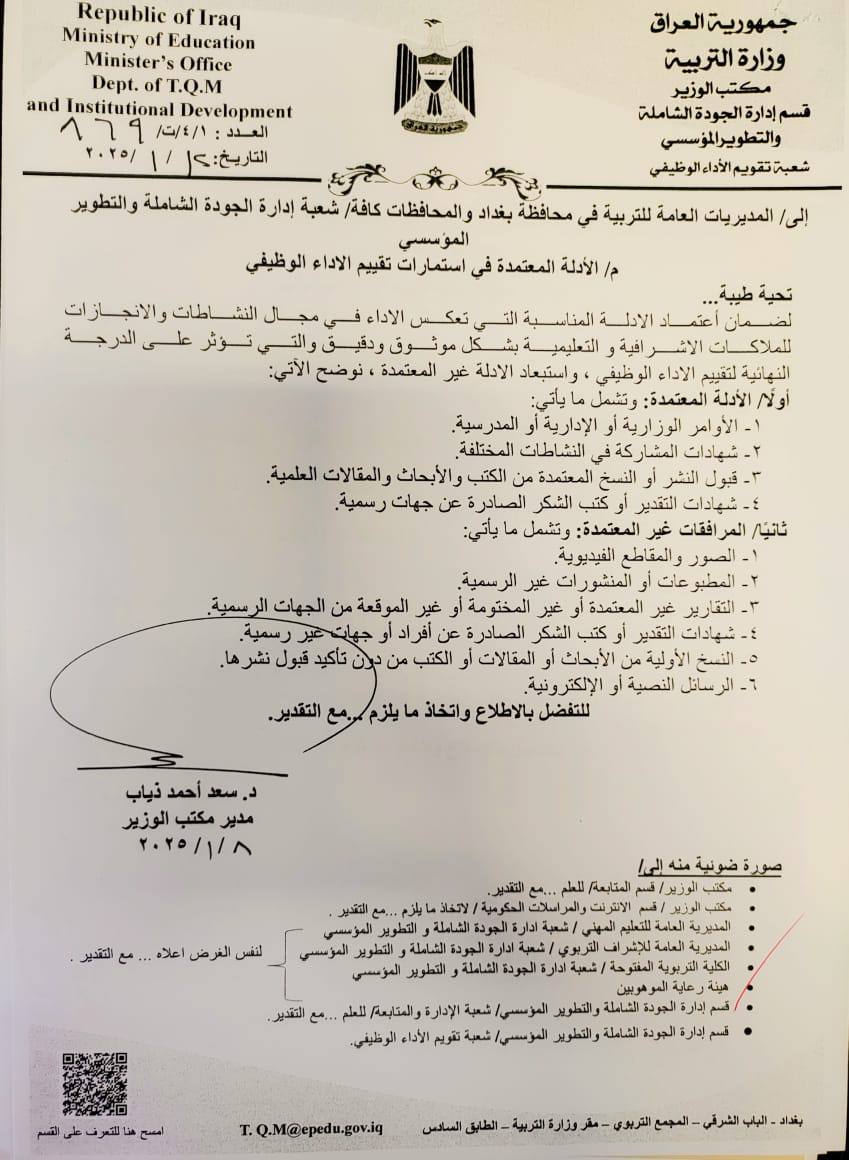 Republic of Iraq
Ministry of Education
Minister's Office
Dept. of T.Q.M
and Institutional Development
العدد : ٤/١/ت/ ٨٦٩
التاريخ: ١٢/ ١ /٢٠٢٥
جمهورية العراق
وزارة التربية
مكتب الوزير
قسم إدارة الجودة الشاملة
والتطوير المؤسسي
شعبة تقويم الأداء الوظيفي
جمهورية العراق
إلى/ المديريات العامة للتربية في محافظة بغداد والمحافظات كافة/ شعبة إدارة الجودة الشاملة والتطوير
المؤسسي
م/ الأدلة المعتمدة في استمارات تقييم الاداء الوظيفي
تحية طيبة...
لضمان أعتماد الادلة المناسبة التي تعكس الاداء في مجال النشاطات والانجازات
للملاكات الاشرافية و التعليمية بشكل موثوق ودقيق والتي تؤثر على الدرجة
النهائية لتقييم الاداء الوظيفي ، واستبعاد الادلة غير المعتمدة ، نوضح الآتي:
أولًا/ الأدلة المعتمدة: وتشمل ما يأتي:
١- الأوامر الوزارية أو الإدارية أو المدرسية.
٢- شهادات المشاركة في النشاطات المختلفة.
٣- قبول النشر أو النسخ المعتمدة من الكتب والأبحاث والمقالات العلمية.
٤- شهادات التقدير أو كتب الشكر الصادرة عن جهات رسمية.
ثانيًا/ المرافقات غير المعتمدة: وتشمل ما يأتي:
١- الصور والمقاطع الفيديوية.
٢- المطبوعات أو المنشورات غير الرسمية.
٣- التقارير غير المعتمدة أو غير المختومة أو غير الموقعة من الجهات الرسمية.
٤- شهادات التقدير أو كتب الشكر الصادرة عن أفراد أو جهات غير رسمية.
٥- النسخ الأولية من الأبحاث أو المقالات أو الكتب من دون تأكيد قبول نشرها.
٦- الرسائل النصية أو الإلكترونية.
للتفضل بالاطلاع واتخاذ ما يلزم ...مع التقدير.
د. سعد أحمد ذياب
مدير مكتب الوزير
٨ /١/ ٢٠٢٥
صورة ضوئية منه إلى/
• مكتب الوزير/ قسم المتابعة/ للعلم ...مع التقدير.
• مكتب الوزير / قسم الانترنت والمراسلات الحكومية / لاتخاذ ما يلزم ...مع التقدير .
• المديرية العامة للتعليم المهني / شعبة ادارة الجودة الشاملة و التطوير المؤسسي
• المديرية العامة للإشراف التربوي / شعبة ادارة الجودة الشاملة و التطوير المؤسسي
لنفس الغرض اعلاه ... مع التقدير .
• الكلية التربوية المفتوحة / شعبة ادارة الجودة الشاملة و التطوير المؤسسي
• هيئة رعاية الموهوبين
• قسم إدارة الجودة الشاملة والتطوير المؤسسي/ شعبة الإدارة والمتابعة/ للعلم ...مع التقدير.
• قسم إدارة الجودة الشاملة والتطوير المؤسسي/ شعبة تقويم الأداء الوظيفي.
بغداد - الباب الشرقي – المجمع التربوي – مقر وزارة التربية – الطابق السادس
T. Q.M@epedu.gov.iq
امسح هنا للتعرف على القسم